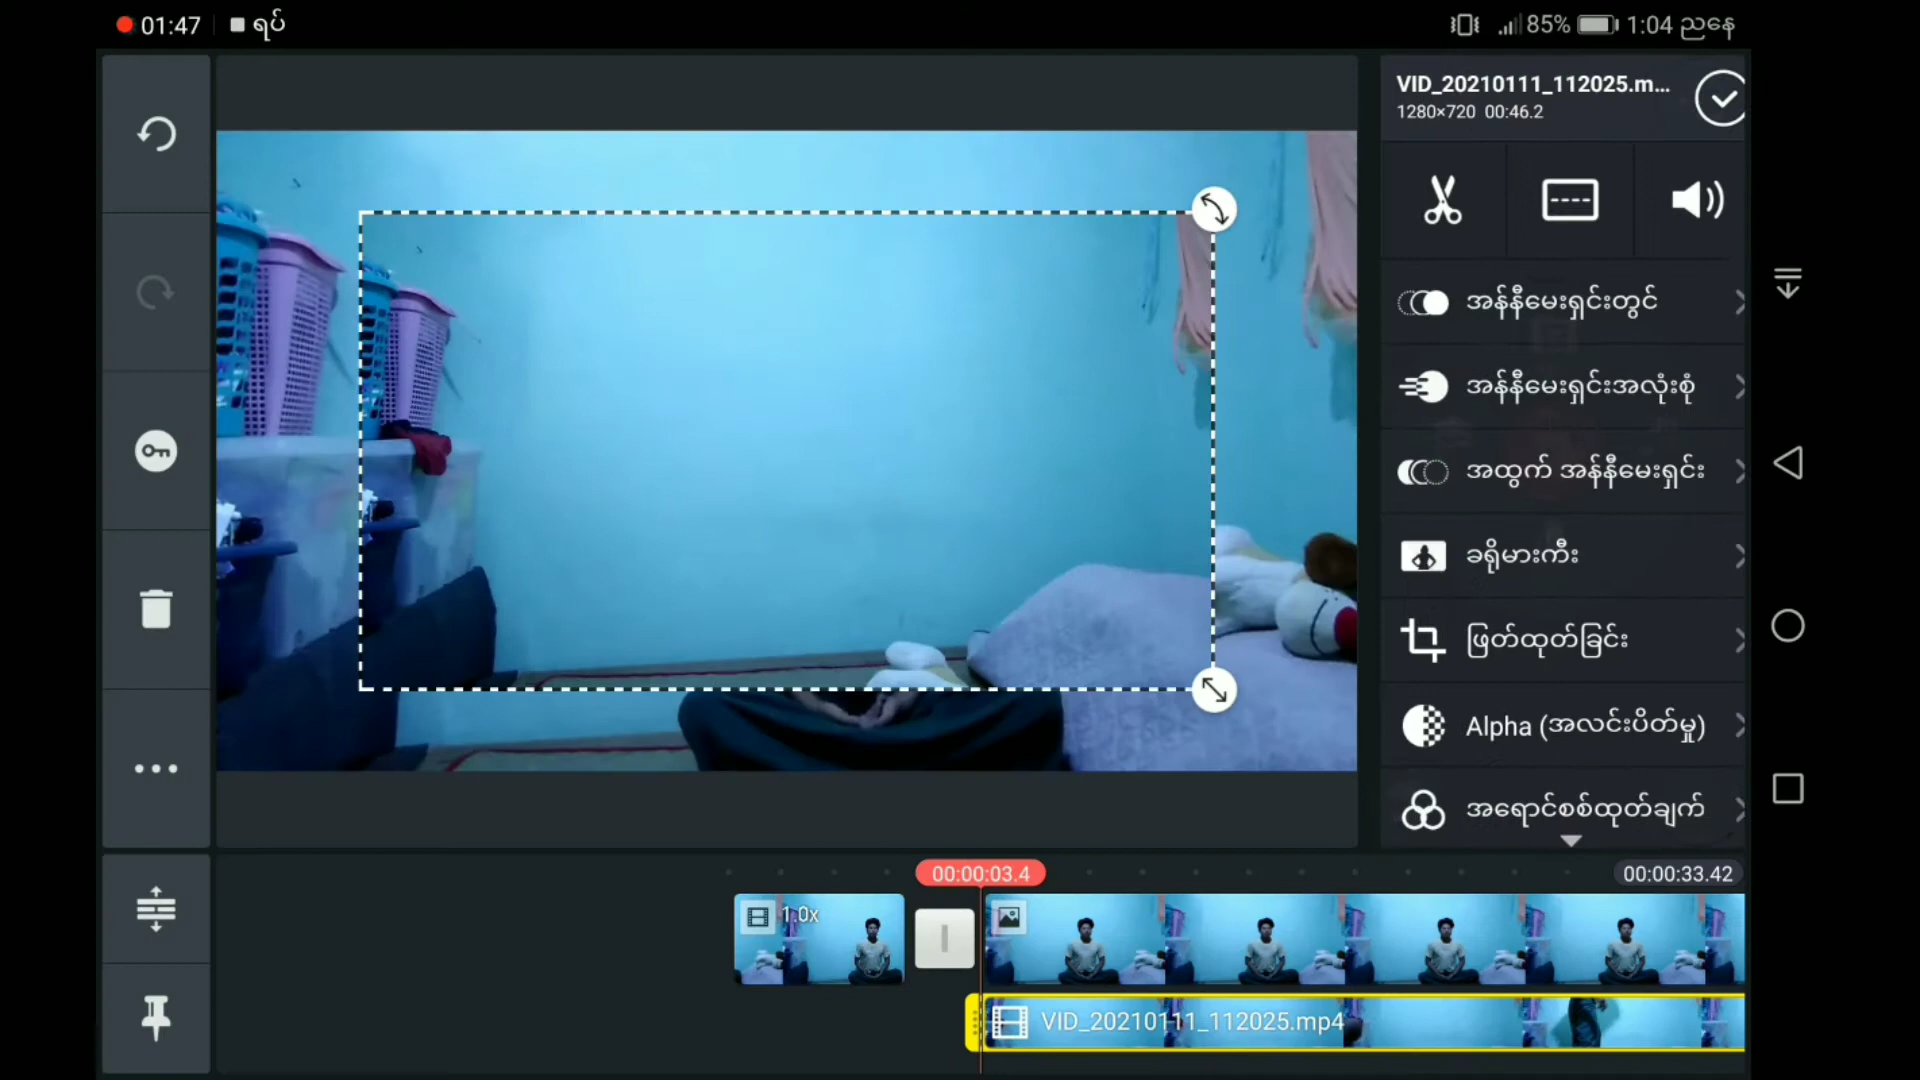 01:47 ရပ်
85% 1:04 ညနေ
VID_20210111_112025.m...
1280×720 00:46.2
အန်နီမေးရှင်းတွင်
အန်နီမေးရှင်းအလုံးစုံ
အထွက် အန်နီမေးရှင်း
ခရိုမားကီး
ဖြတ်ထုတ်ခြင်း
Alpha (အလင်းပိတ်မှု)
အရောင်စစ်ထုတ်ချက်
00:00:03.4
00:00:33.42
1.0x
VID_20210111_112025.mp4